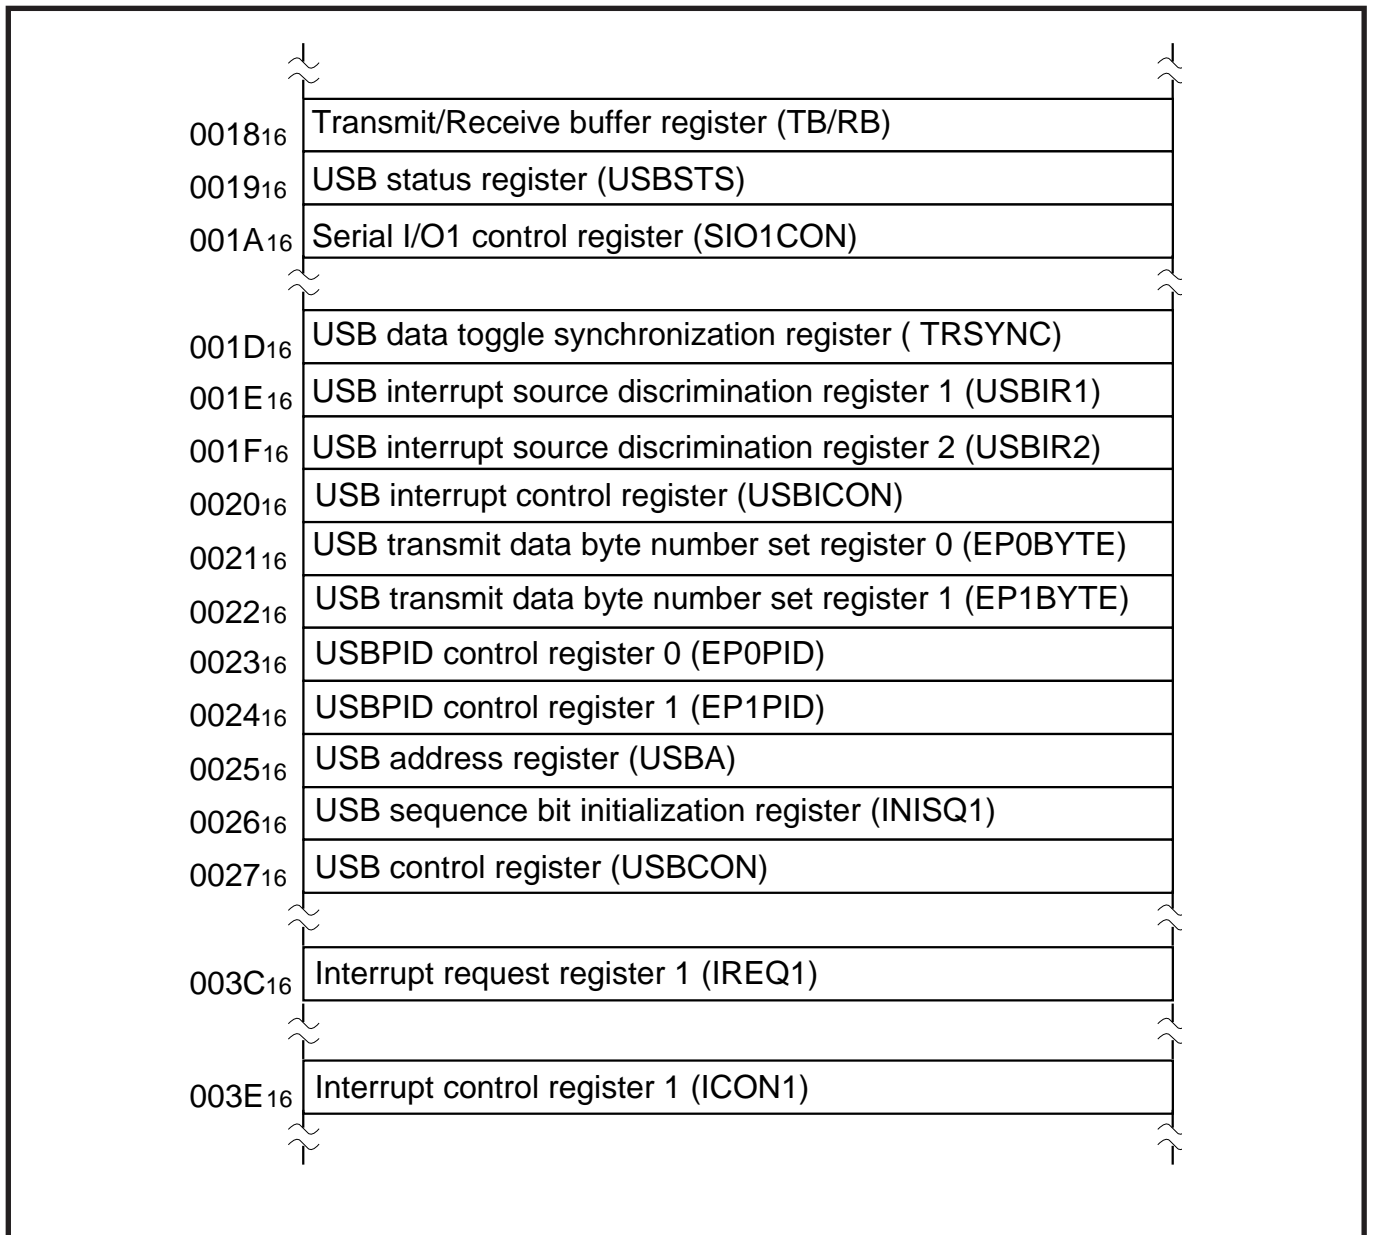 0018₁₆ Transmit/Receive buffer register (TB/RB)
0019₁₆ USB status register (USBSTS)
001A₁₆ Serial I/O1 control register (SIO1CON)
001D₁₆ USB data toggle synchronization register ( TRSYNC)
001E₁₆ USB interrupt source discrimination register 1 (USBIR1)
001F₁₆ USB interrupt source discrimination register 2 (USBIR2)
0020₁₆ USB interrupt control register (USBICON)
0021₁₆ USB transmit data byte number set register 0 (EP0BYTE)
0022₁₆ USB transmit data byte number set register 1 (EP1BYTE)
0023₁₆ USBPID control register 0 (EP0PID)
0024₁₆ USBPID control register 1 (EP1PID)
0025₁₆ USB address register (USBA)
0026₁₆ USB sequence bit initialization register (INISQ1)
0027₁₆ USB control register (USBCON)
003C₁₆ Interrupt request register 1 (IREQ1)
003E₁₆ Interrupt control register 1 (ICON1)